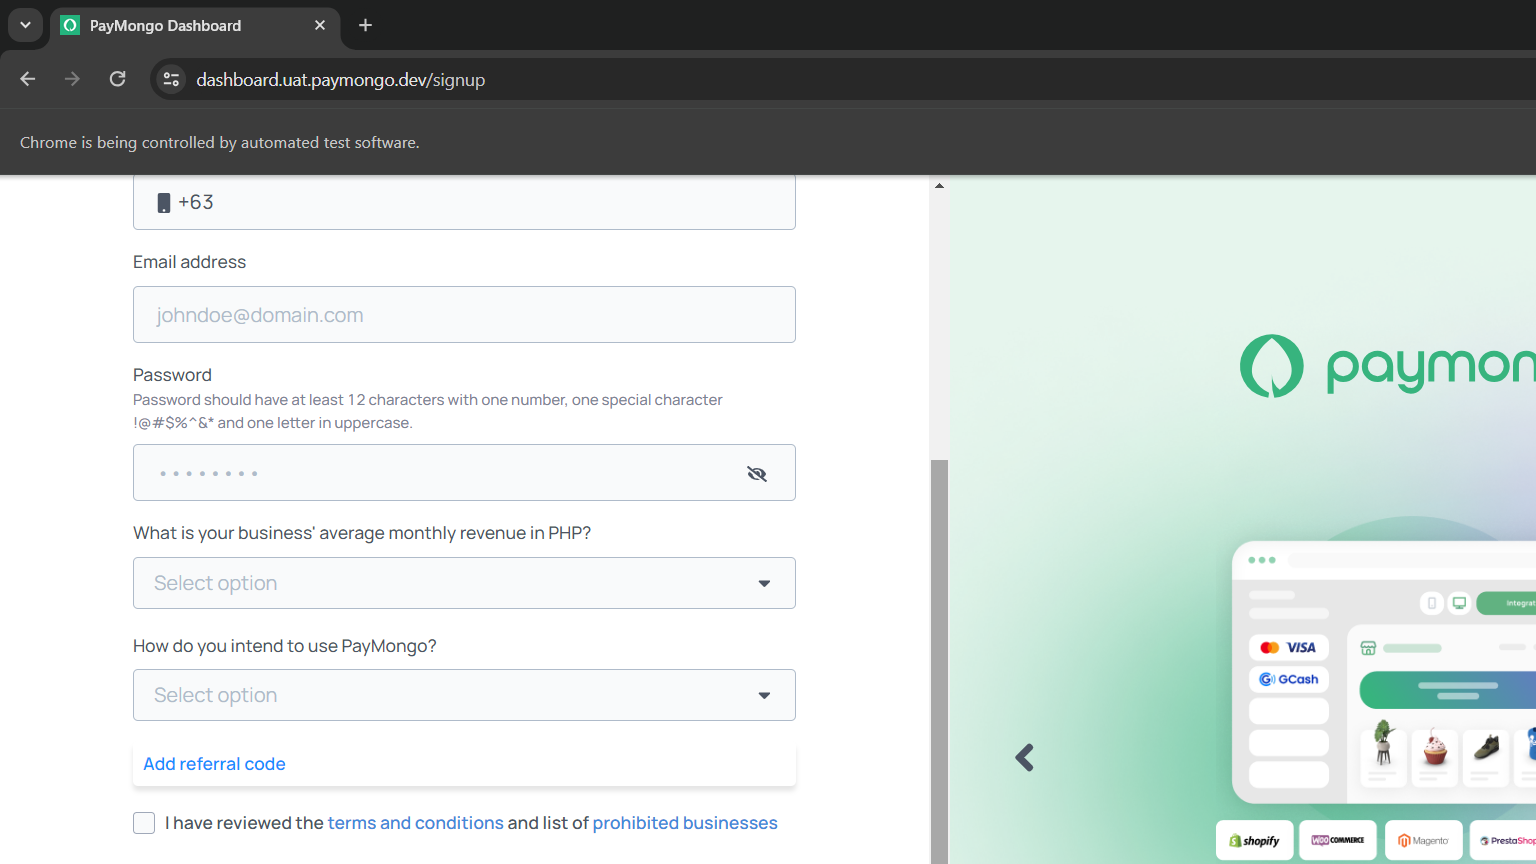 PayMongo Dashboard
dashboard.uat.paymongo.dev/signup
Chrome is being controlled by automated test software.
+63
Email address
johndoe@domain.com
Password
Password should have at least 12 characters with one number, one special character
!@#$%^&* and one letter in uppercase.
What is your business' average monthly revenue in PHP?
Select option
How do you intend to use PayMongo?
Select option
Add referral code
I have reviewed the terms and conditions and list of prohibited businesses
paymon
Integrat
VISA
GCash
shopify
WOO COMMERCE
Magento
PrestaShop